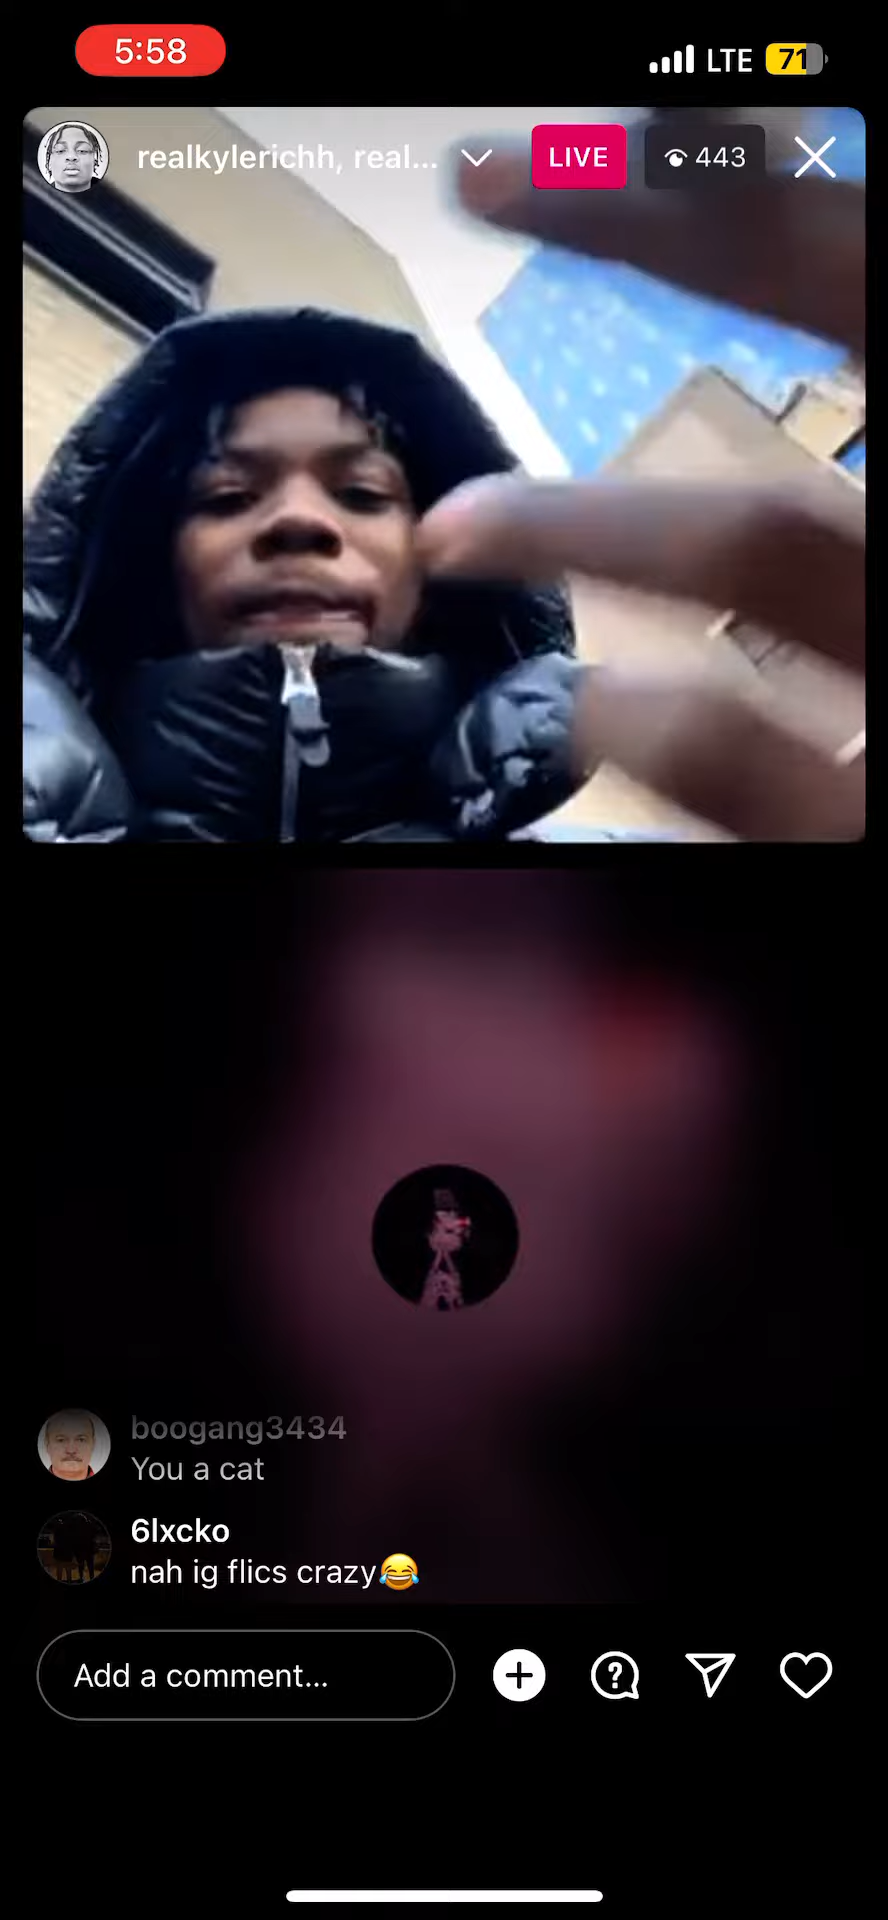 5:58
LTE 71
realkylerichh, real...
LIVE
443
boogang3434
You a cat
6lxcko
nah ig flics crazy😂
Add a comment...